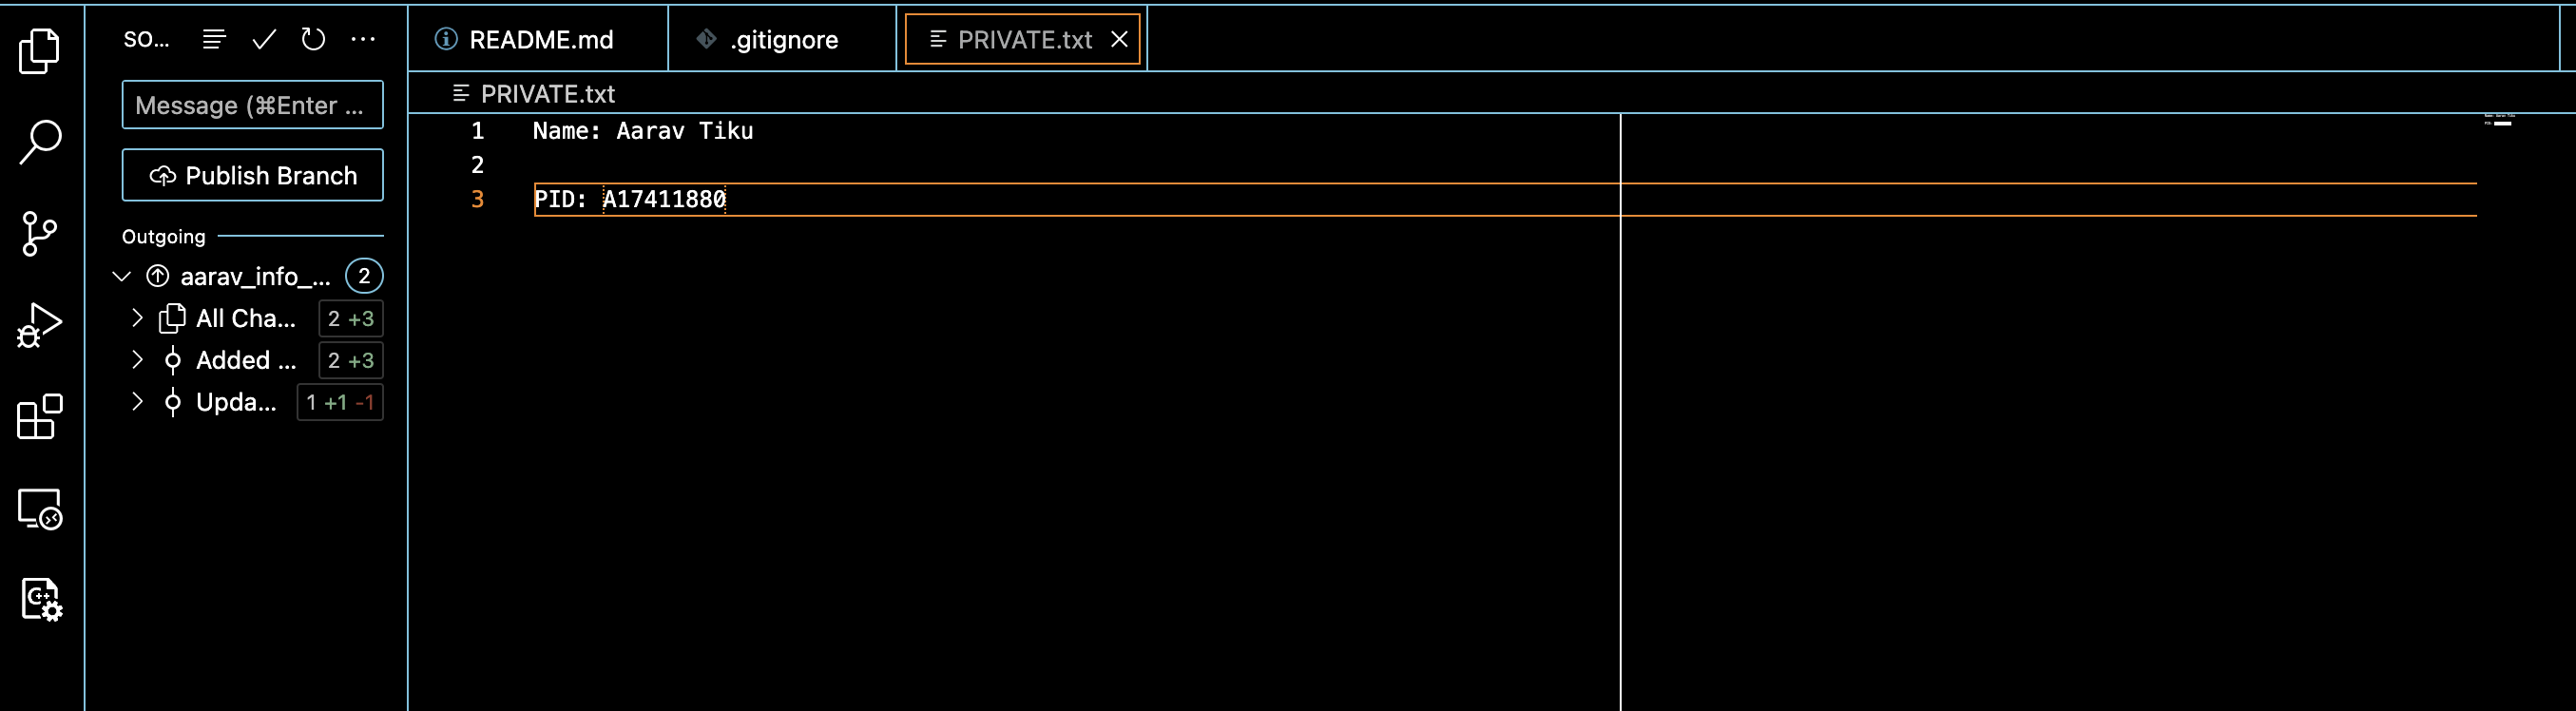 SO...
README.md
.gitignore
PRIVATE.txt
Message (⌘Enter ...
PRIVATE.txt
1 Name: Aarav Tiku
2
3 PID: A17411880
Publish Branch
Outgoing
aarav_info_... 2
All Cha... 2 +3
Added ... 2 +3
Upda... 1 +1 -1